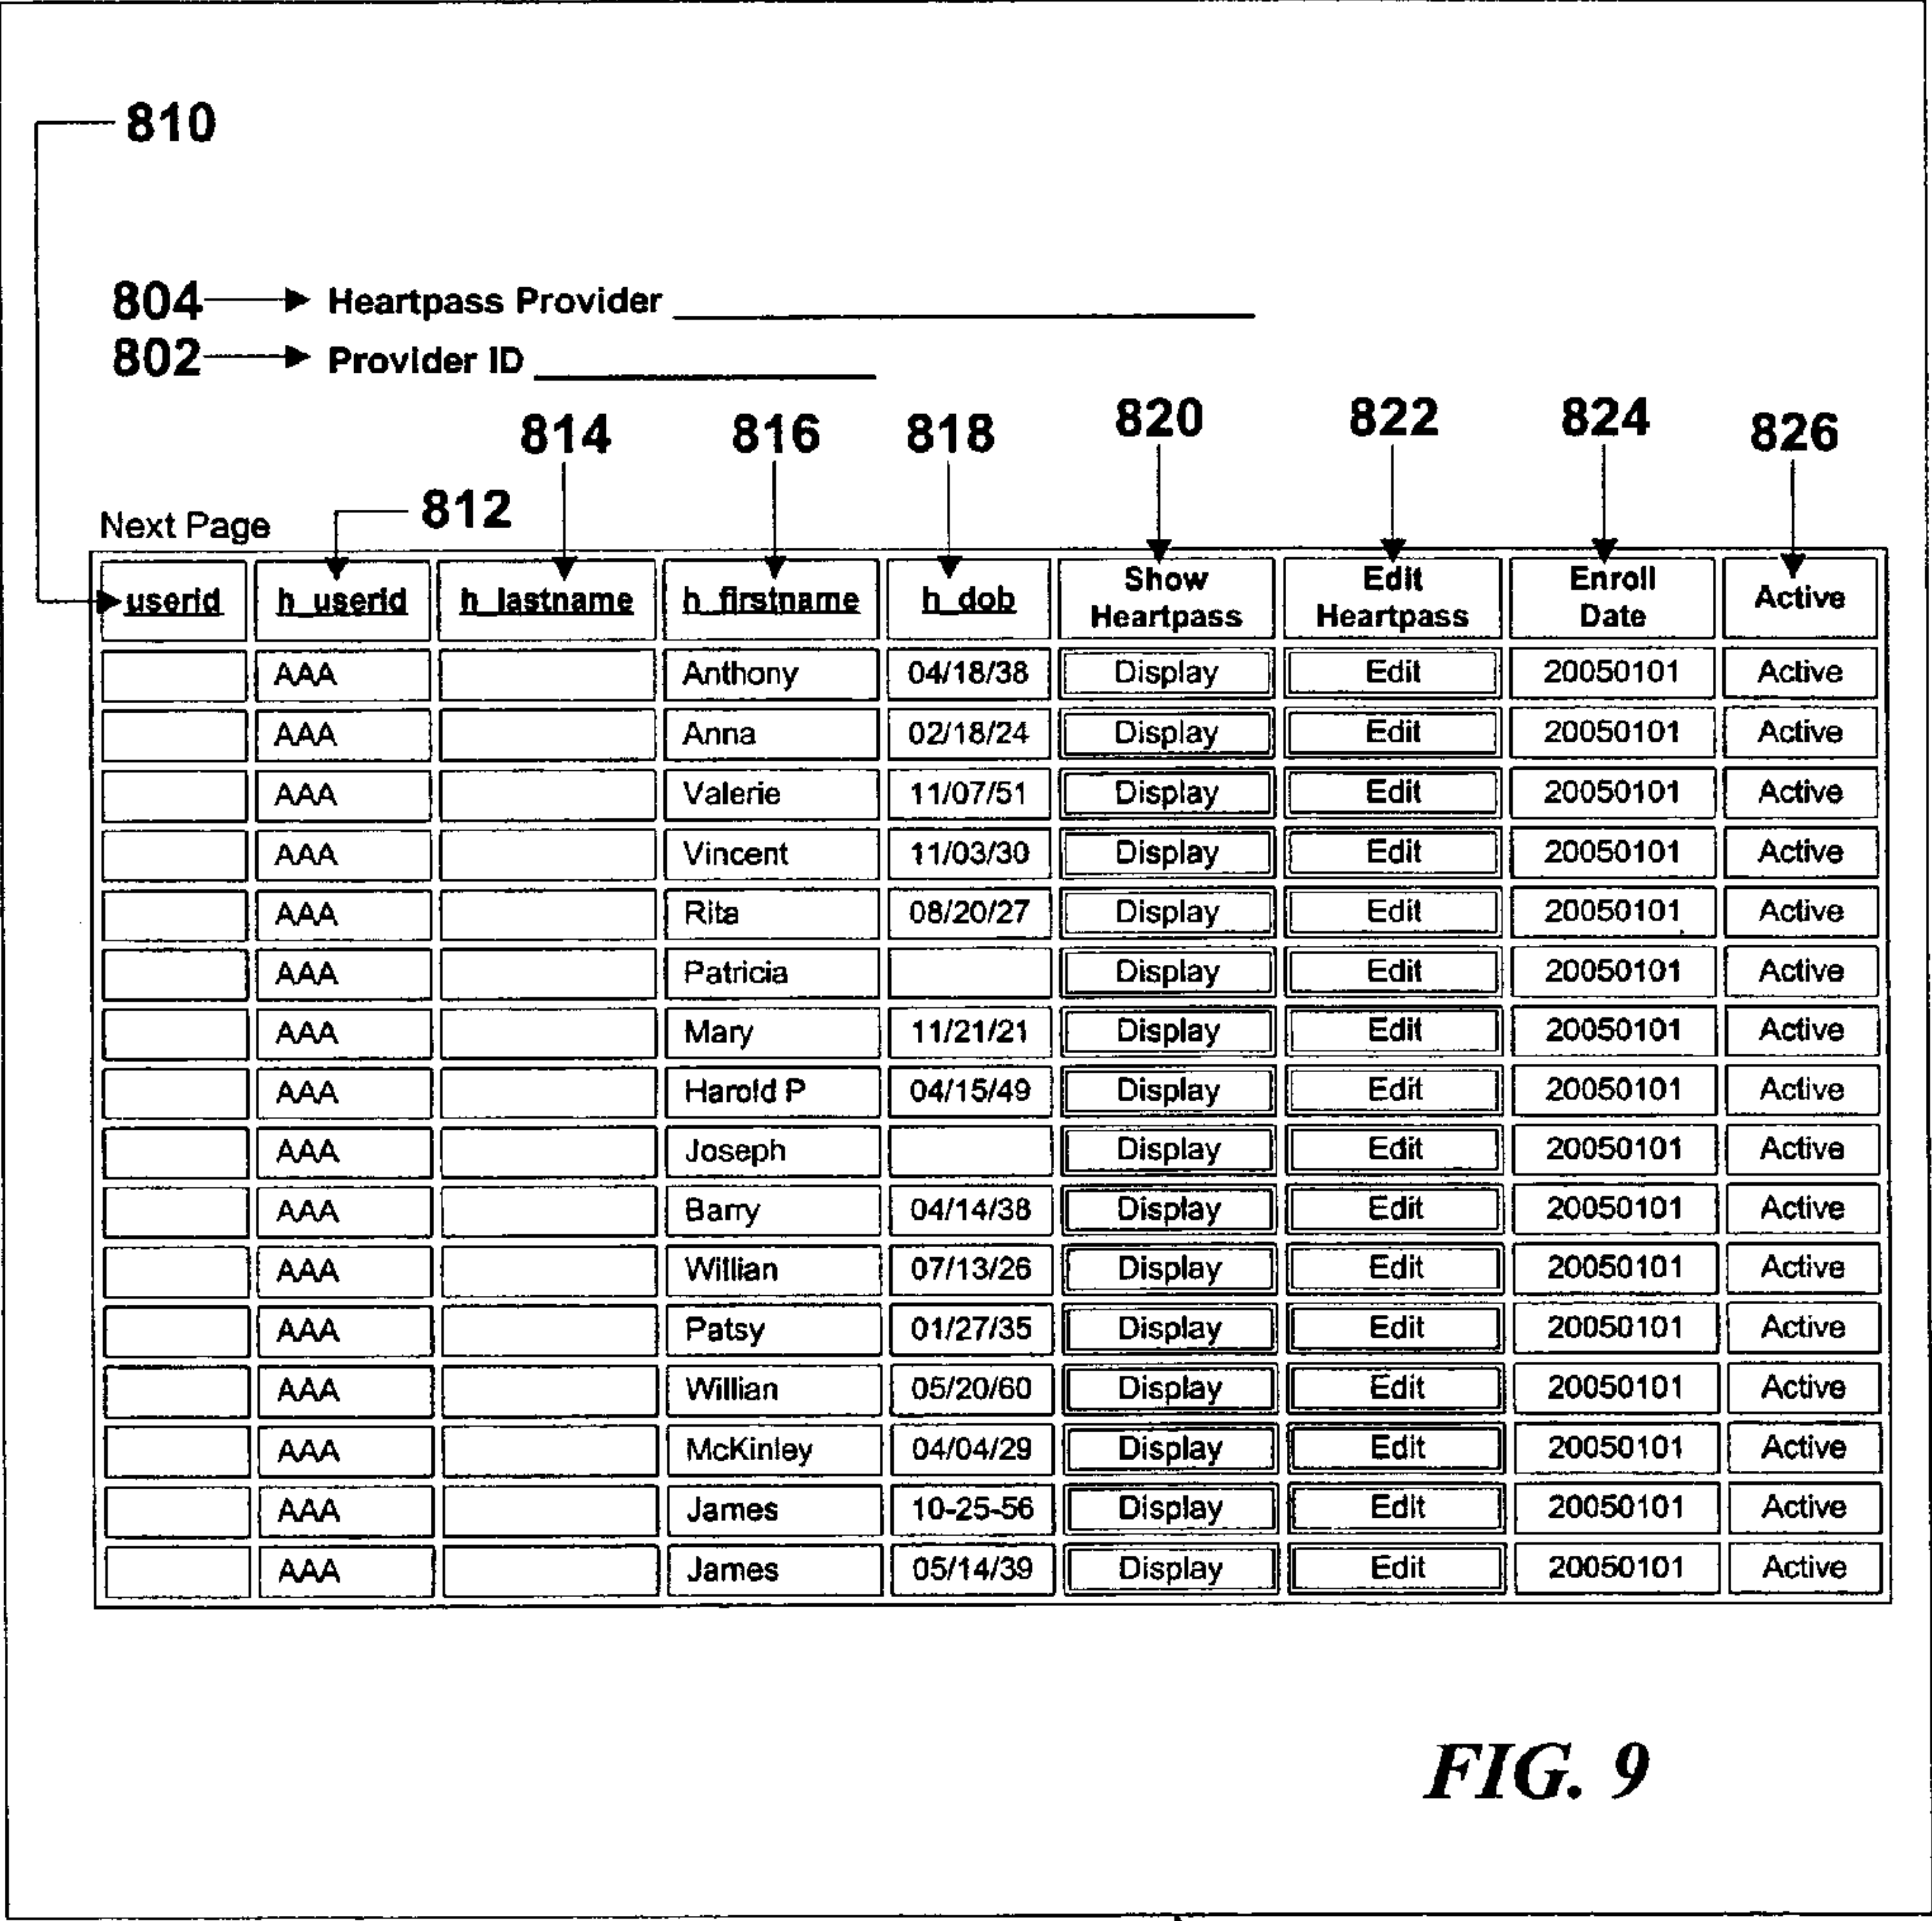 810
804 Heartpass Provider
802 Provider ID
814 816 818 820 822 824 826
Next Page 812
userid h_userid h_lastname h_firstname h_dob Show Heartpass Edit Heartpass Enroll Date Active
AAA Anthony 04/18/38 Display Edit 20050101 Active
AAA Anna 02/18/24 Display Edit 20050101 Active
AAA Valerie 11/07/51 Display Edit 20050101 Active
AAA Vincent 11/03/30 Display Edit 20050101 Active
AAA Rita 08/20/27 Display Edit 20050101 Active
AAA Patricia Display Edit 20050101 Active
AAA Mary 11/21/21 Display Edit 20050101 Active
AAA Harold P 04/15/49 Display Edit 20050101 Active
AAA Joseph Display Edit 20050101 Active
AAA Barry 04/14/38 Display Edit 20050101 Active
AAA Willian 07/13/26 Display Edit 20050101 Active
AAA Patsy 01/27/35 Display Edit 20050101 Active
AAA Willian 05/20/60 Display Edit 20050101 Active
AAA McKinley 04/04/29 Display Edit 20050101 Active
AAA James 10-25-56 Display Edit 20050101 Active
AAA James 05/14/39 Display Edit 20050101 Active
FIG. 9